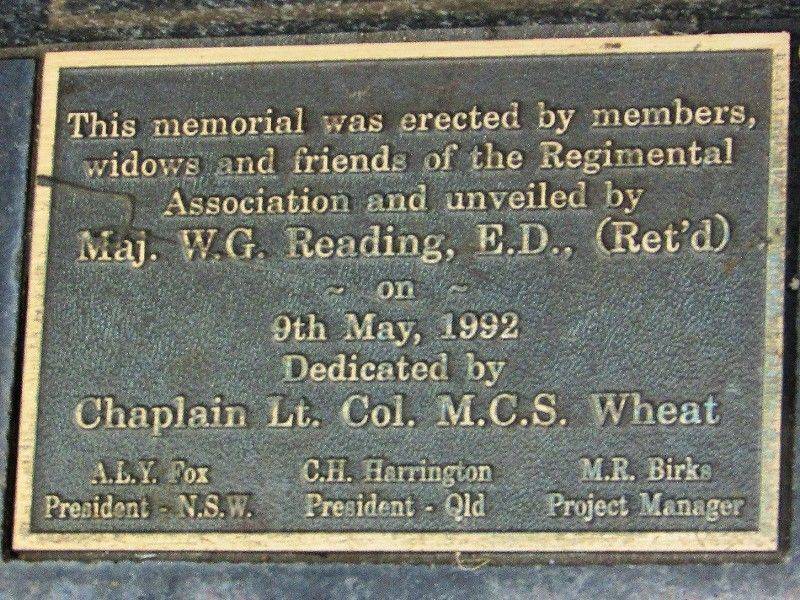 This memorial was erected by members,
widows and friends of the Regimental
Association and unveiled by
Maj. W.G. Reading, E.D., (Ret'd)
~ on ~
9th May, 1992
Dedicated by
Chaplain Lt. Col. M.C.S. Wheat
A.L.Y. Fox C.H. Harrington M.R. Birks
President - N.S.W. President - Qld Project Manager